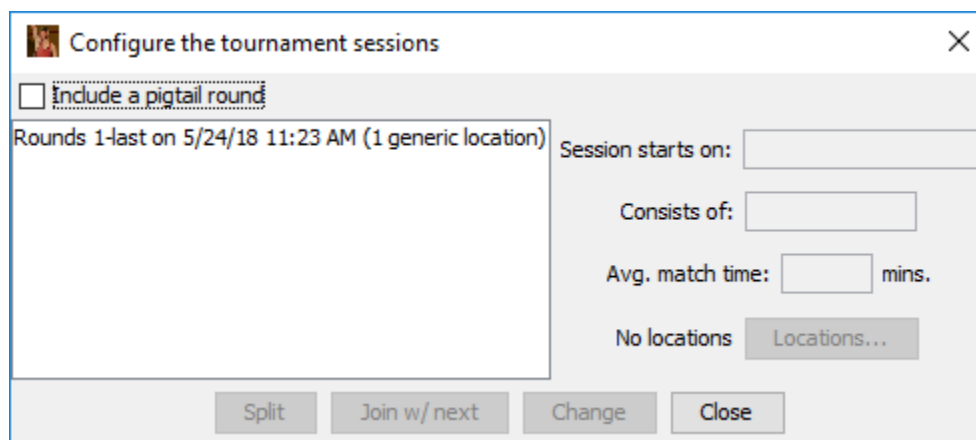 Configure the tournament sessions
Include a pigtail round
Rounds 1-last on 5/24/18 11:23 AM (1 generic location)
Session starts on:
Consists of:
Avg. match time: mins.
No locations Locations...
Split Join w/ next Change Close